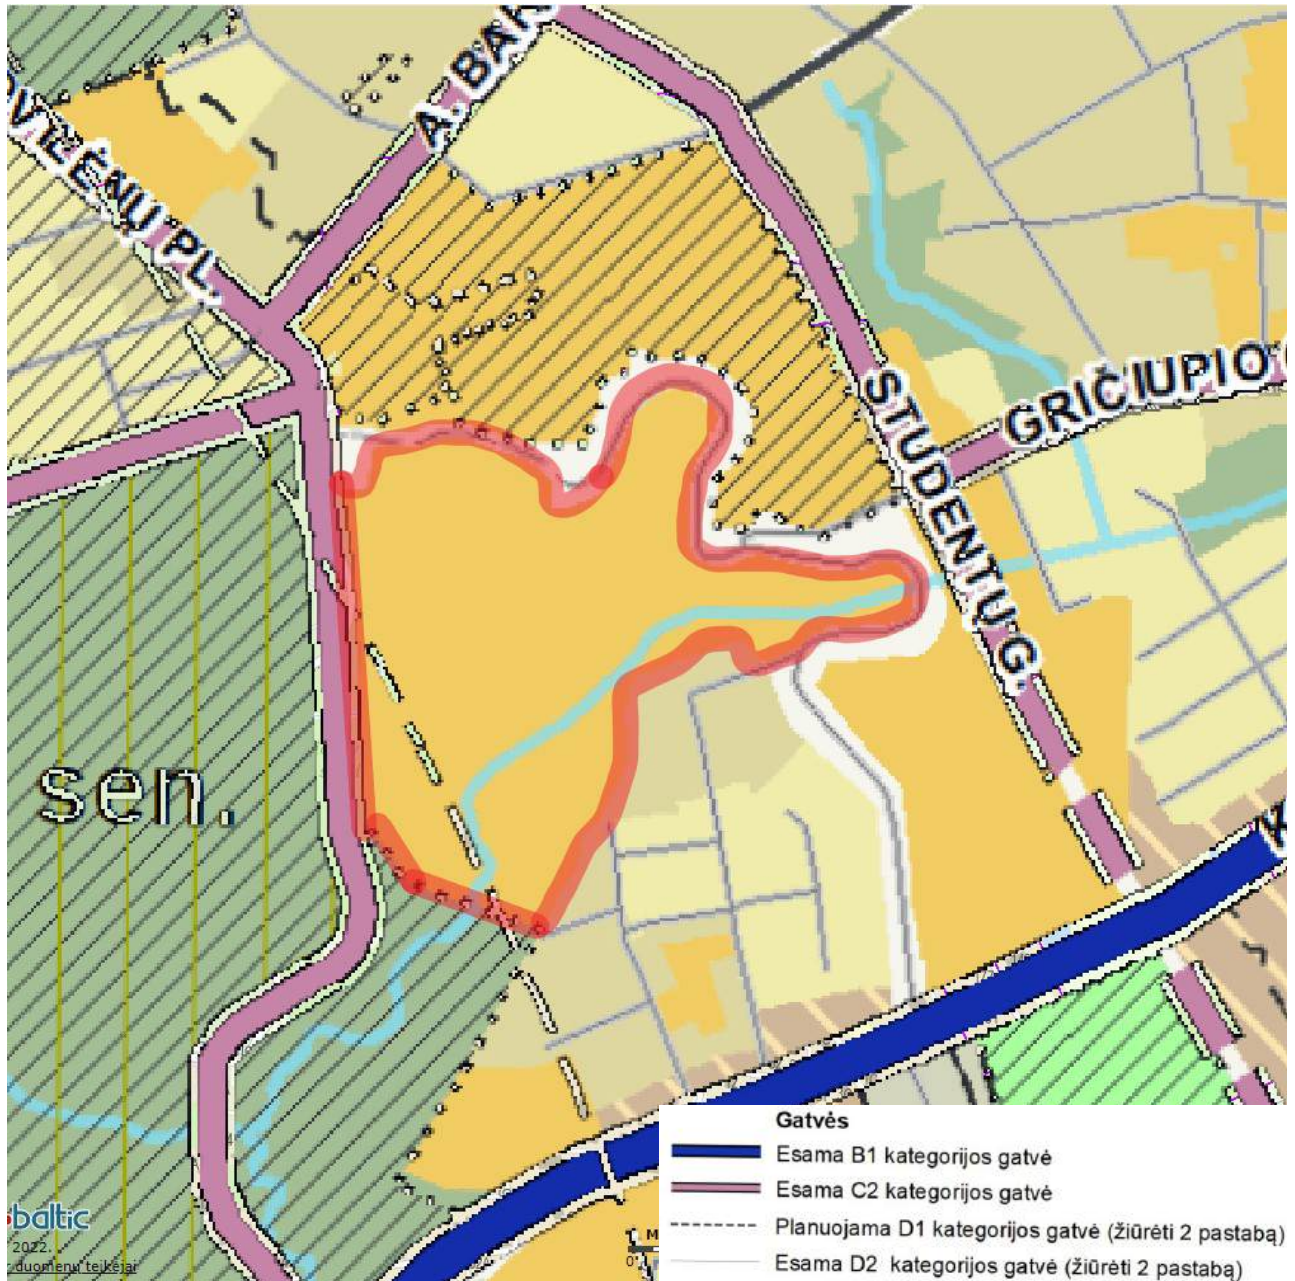 A. BAR
OVILĖNŲ PL.
STUDENTŲ G.
GRIČIUPIO
sen.
baltic
2022.
duomenų teikėjai
Gatvės
Esama B1 kategorijos gatvė
Esama C2 kategorijos gatvė
Planuojama D1 kategorijos gatvė (žiūrėti 2 pastabą)
Esama D2 kategorijos gatvė (žiūrėti 2 pastabą)